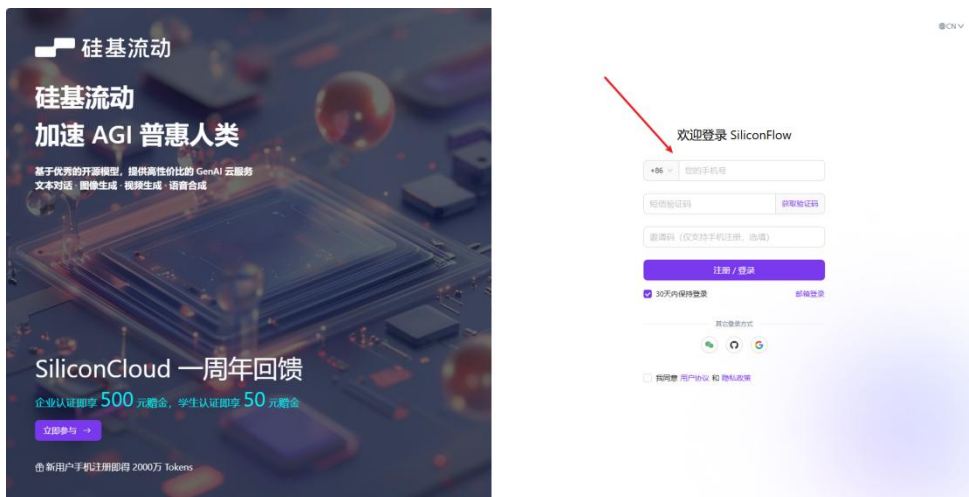 硅基流动
硅基流动
加速 AGI 普惠人类
基于优秀的开源模型，提供高性价比的 GenAI 云服务
文本对话 · 图像生成 · 视频生成 · 语音合成
SiliconCloud 一周年回馈
企业认证即享 500 元赠金，学生认证即享 50 元赠金
立即参与 →
新用户手机注册即得 2000万 Tokens
CN
欢迎登录 SiliconFlow
+86 您的手机号
短信验证码 获取验证码
邀请码（仅支持手机注册，选填）
注册 / 登录
30天内保持登录 邮箱登录
其它登录方式
我同意 用户协议 和 隐私政策